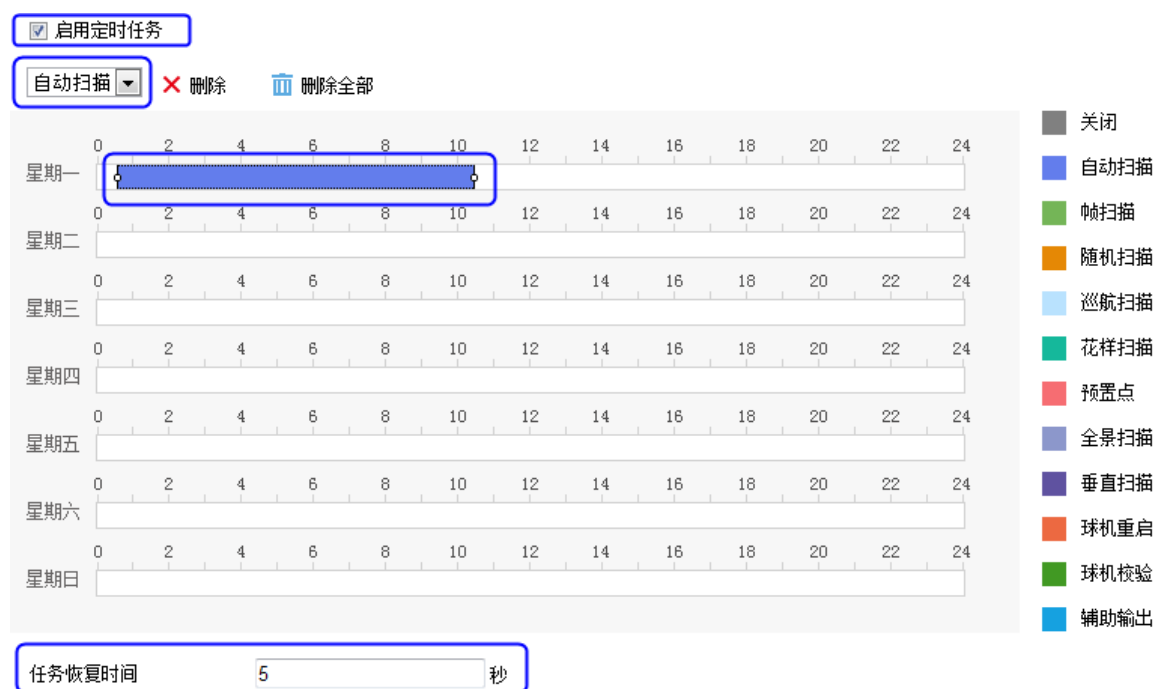 启用定时任务
自动扫描 删除 删除全部
0 2 4 6 8 10 12 14 16 18 20 22 24
星期一
0 2 4 6 8 10 12 14 16 18 20 22 24
星期二
0 2 4 6 8 10 12 14 16 18 20 22 24
星期三
0 2 4 6 8 10 12 14 16 18 20 22 24
星期四
0 2 4 6 8 10 12 14 16 18 20 22 24
星期五
0 2 4 6 8 10 12 14 16 18 20 22 24
星期六
0 2 4 6 8 10 12 14 16 18 20 22 24
星期日
关闭
自动扫描
帧扫描
随机扫描
巡航扫描
花样扫描
预置点
全景扫描
垂直扫描
球机重启
球机校验
辅助输出
任务恢复时间 5 秒